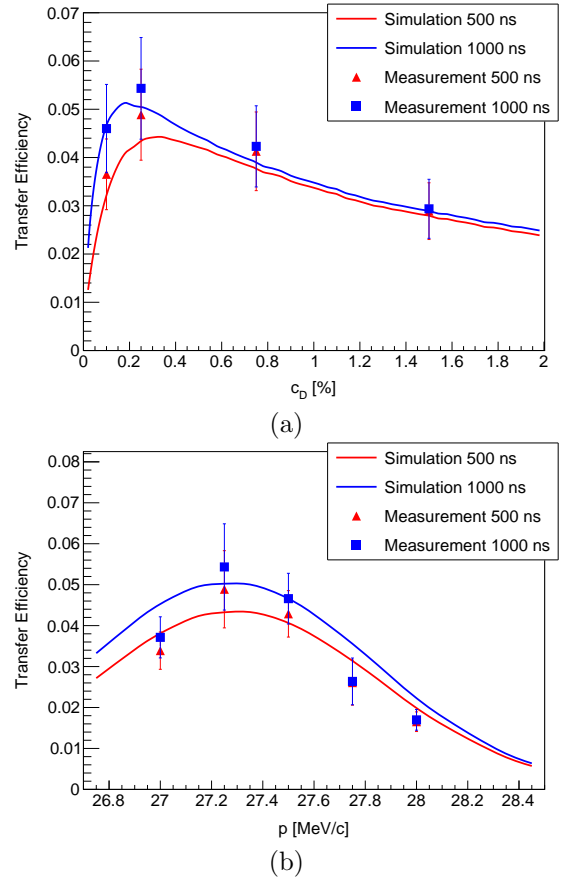 0.07
0.06
0.05
0.04
0.03
0.02
0.01
0
Transfer Efficiency
Simulation 500 ns
Simulation 1000 ns
Measurement 500 ns
Measurement 1000 ns
0 0.2 0.4 0.6 0.8 1 1.2 1.4 1.6 1.8 2
c_D [%]
(a)
0.08
0.07
0.06
0.05
0.04
0.03
0.02
0.01
0
Transfer Efficiency
Simulation 500 ns
Simulation 1000 ns
Measurement 500 ns
Measurement 1000 ns
26.8 27 27.2 27.4 27.6 27.8 28 28.2 28.4
p [MeV/c]
(b)